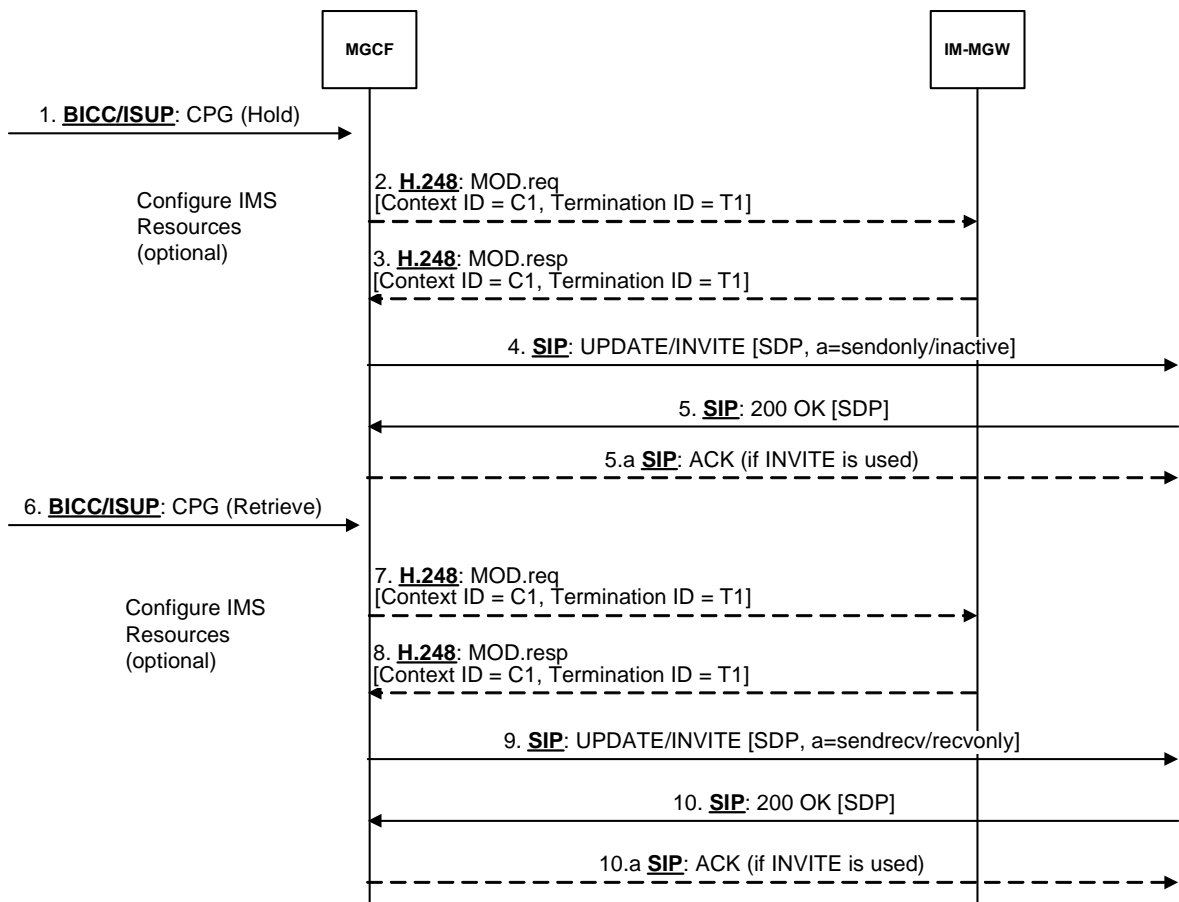 MGCF
IM-MGW
1. BICC/ISUP: CPG (Hold)
2. H.248: MOD.req
[Context ID = C1, Termination ID = T1]
Configure IMS
Resources
(optional)
3. H.248: MOD.resp
[Context ID = C1, Termination ID = T1]
4. SIP: UPDATE/INVITE [SDP, a=sendonly/inactive]
5. SIP: 200 OK [SDP]
5.a SIP: ACK (if INVITE is used)
6. BICC/ISUP: CPG (Retrieve)
7. H.248: MOD.req
[Context ID = C1, Termination ID = T1]
Configure IMS
Resources
(optional)
8. H.248: MOD.resp
[Context ID = C1, Termination ID = T1]
9. SIP: UPDATE/INVITE [SDP, a=sendrecv/recvonly]
10. SIP: 200 OK [SDP]
10.a SIP: ACK (if INVITE is used)